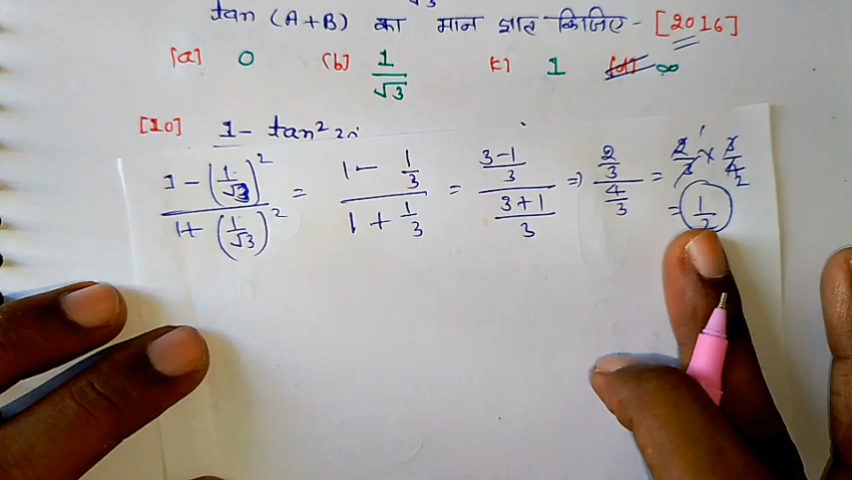 tan (A+B) का मान ज्ञात किजिए - [2016]
[a] 0 (b) 1/√3 [c] 1 [d] ∞
[10] 1 - tan²
1 - (1/√3)² / 1 + (1/√3)² = 1 - 1/3 / 1 + 1/3 = 3-1/3 / 3+1/3 ⇒ 2/3 / 4/3 = 2/3 × 3/4
= 1/2